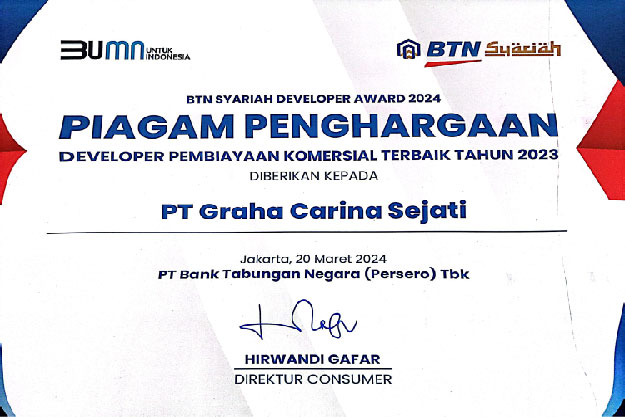 BUMN UNTUK
INDONESIA
BTN Syariah
BTN SYARIAH DEVELOPER AWARD 2024
PIAGAM PENGHARGAAN
DEVELOPER PEMBIAYAAN KOMERSIAL TERBAIK TAHUN 2023
DIBERIKAN KEPADA
PT Graha Carina Sejati
Jakarta, 20 Maret 2024
PT Bank Tabungan Negara (Persero) Tbk
HIRWANDI GAFAR
DIREKTUR CONSUMER